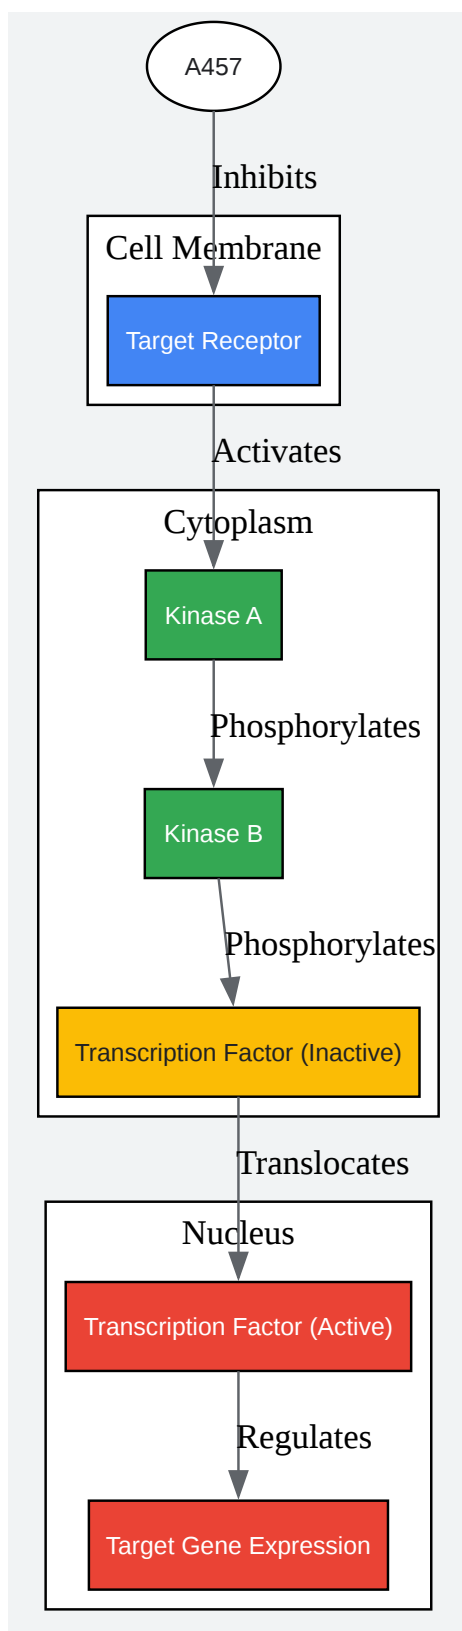 A457
Inhibits
Cell Membrane
Target Receptor
Activates
Cytoplasm
Kinase A
Phosphorylates
Kinase B
Phosphorylates
Transcription Factor (Inactive)
Translocates
Nucleus
Transcription Factor (Active)
Regulates
Target Gene Expression